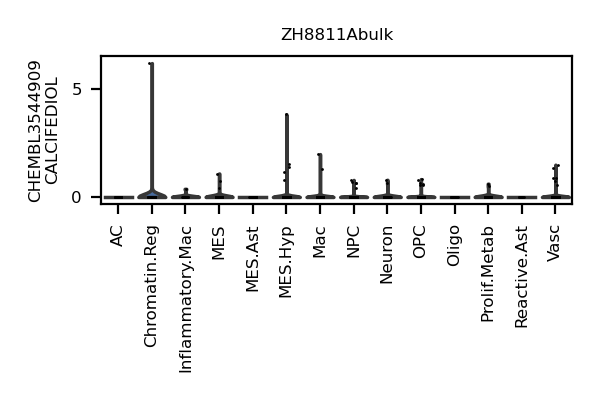 ZH8811Abulk
CHEMBL3544909
CALCIFEDIOL
5
0
AC
Chromatin.Reg
Inflammatory.Mac
MES
MES.Ast
MES.Hyp
Mac
NPC
Neuron
OPC
Oligo
Prolif.Metab
Reactive.Ast
Vasc